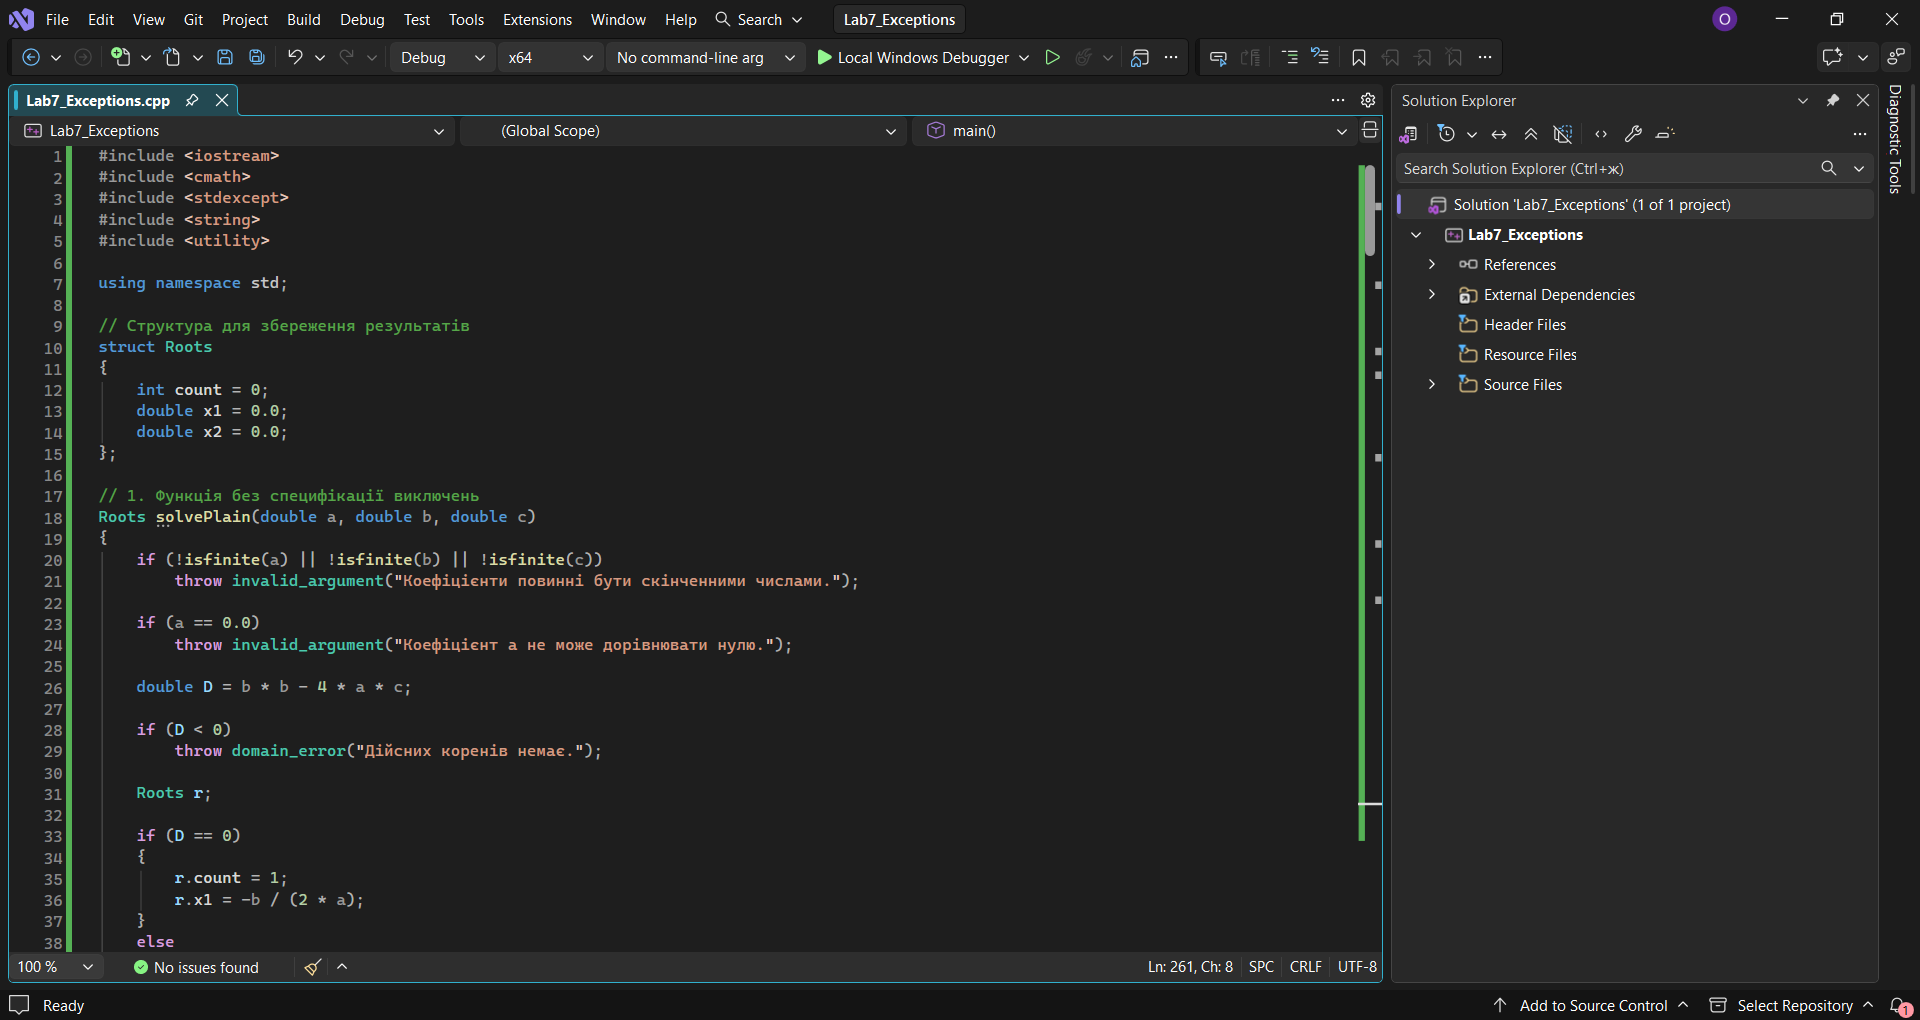 File Edit View Git Project Build Debug Test Tools Extensions Window Help Search Lab7_Exceptions O
Debug x64 No command-line arg Local Windows Debugger
Lab7_Exceptions.cpp
Lab7_Exceptions (Global Scope) main()
1 #include <iostream>
2 #include <cmath>
3 #include <stdexcept>
4 #include <string>
5 #include <utility>
6
7 using namespace std;
8
9 // Структура для збереження результатів
10 struct Roots
11 {
12 int count = 0;
13 double x1 = 0.0;
14 double x2 = 0.0;
15 };
16
17 // 1. Функція без специфікації виключень
18 Roots solvePlain(double a, double b, double c)
19 {
20 if (!isfinite(a) || !isfinite(b) || !isfinite(c))
21 throw invalid_argument("Коефіцієнти повинні бути скінченними числами.");
22
23 if (a == 0.0)
24 throw invalid_argument("Коефіцієнт a не може дорівнювати нулю.");
25
26 double D = b * b - 4 * a * c;
27
28 if (D < 0)
29 throw domain_error("Дійсних коренів немає.");
30
31 Roots r;
32
33 if (D == 0)
34 {
35 r.count = 1;
36 r.x1 = -b / (2 * a);
37 }
38 else
100 % No issues found Ln: 261, Ch: 8 SPC CRLF UTF-8
Solution Explorer
Search Solution Explorer (Ctrl+ж)
Solution 'Lab7_Exceptions' (1 of 1 project)
Lab7_Exceptions
References
External Dependencies
Header Files
Resource Files
Source Files
Diagnostic Tools
Ready Add to Source Control Select Repository 1